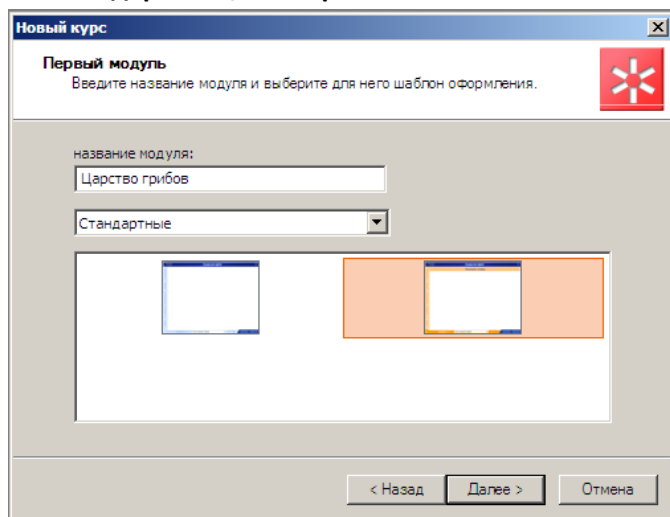 Новый курс
Первый модуль
Введите название модуля и выберите для него шаблон оформления.
название модуля:
Царство грибов
Стандартные
< Назад
Далее >
Отмена